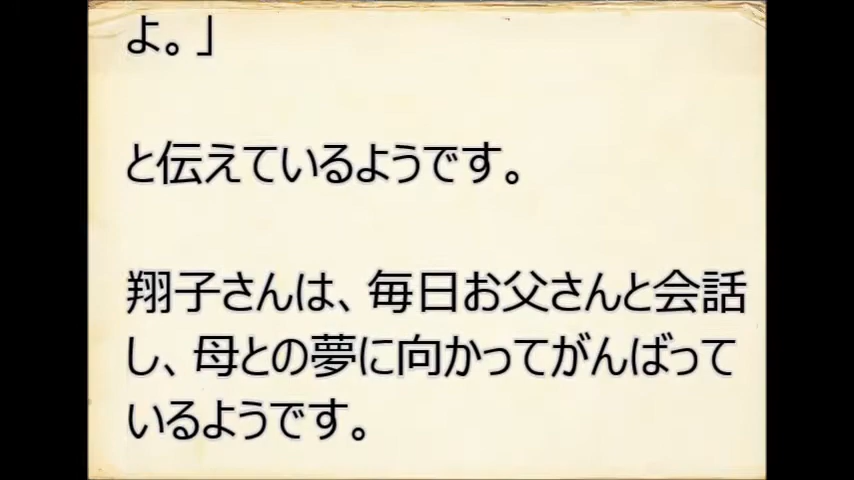 よ。」
と伝えているようです。
翔子さんは、毎日お父さんと会話
し、母との夢に向かってがんばって
いるようです。